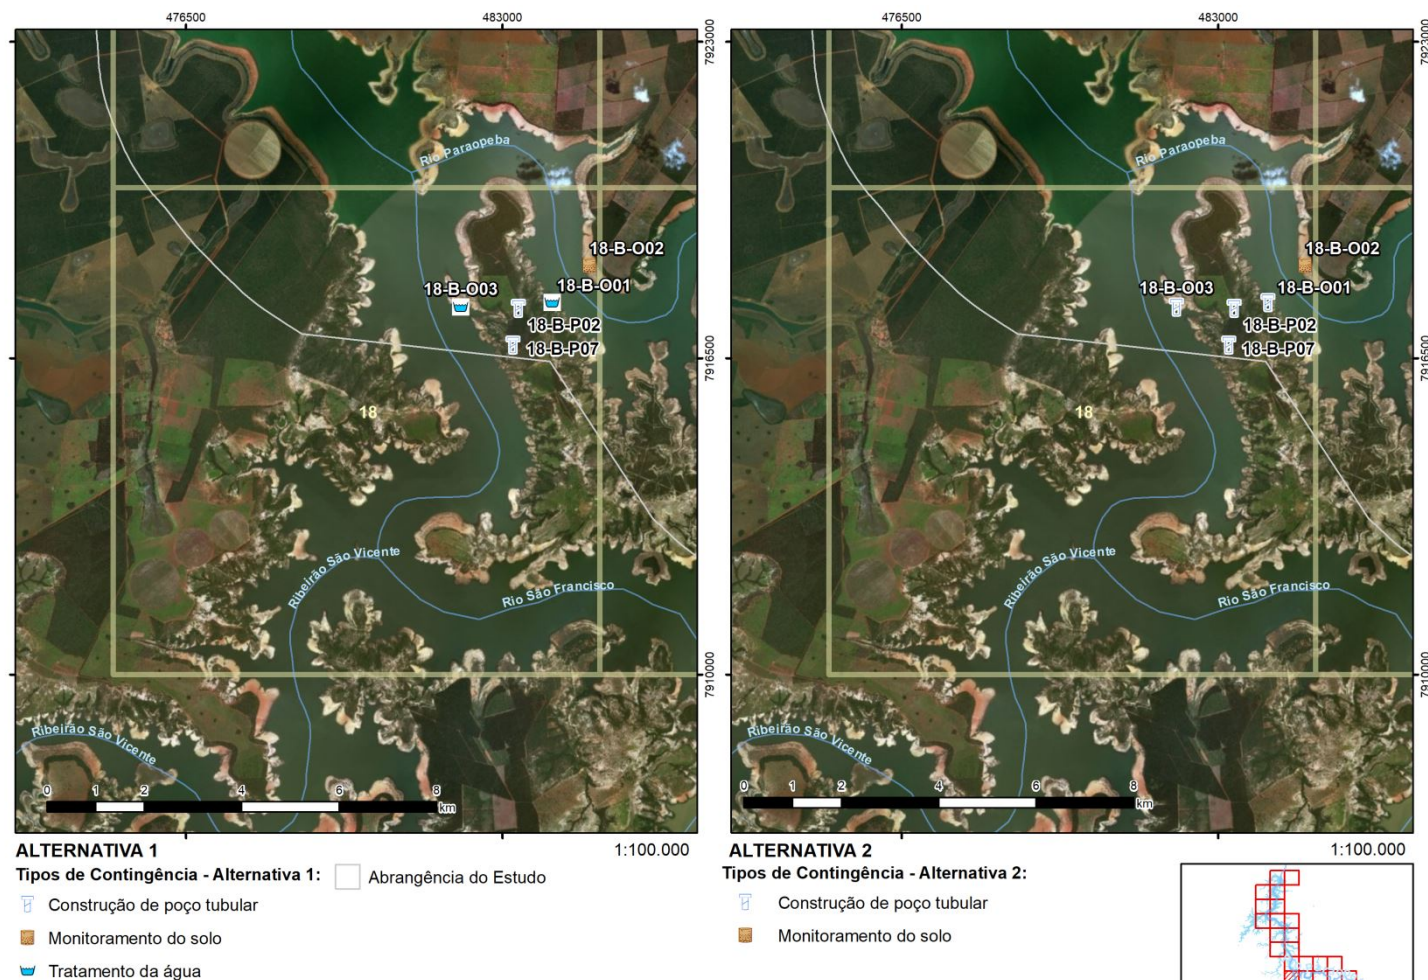 476500 483000
7923000
Rio Paraopeba
18-B-O02
18-B-O03
18-B-O01
18-B-P02
18-B-P07
7916500
18
Ribeirão São Vicente
Rio São Francisco
7910000
Ribeirão São Vicente
0 1 2 4 6 8
km
ALTERNATIVA 1
1:100.000
Tipos de Contingência - Alternativa 1:
Abrangência do Estudo
Construção de poço tubular
Monitoramento do solo
Tratamento da água
476500 483000
7923000
Rio Paraopeba
18-B-O02
18-B-O03
18-B-O01
18-B-P02
18-B-P07
7916500
18
Ribeirão São Vicente
Rio São Francisco
7910000
Ribeirão São Vicente
0 1 2 4 6 8
km
ALTERNATIVA 2
1:100.000
Tipos de Contingência - Alternativa 2:
Construção de poço tubular
Monitoramento do solo